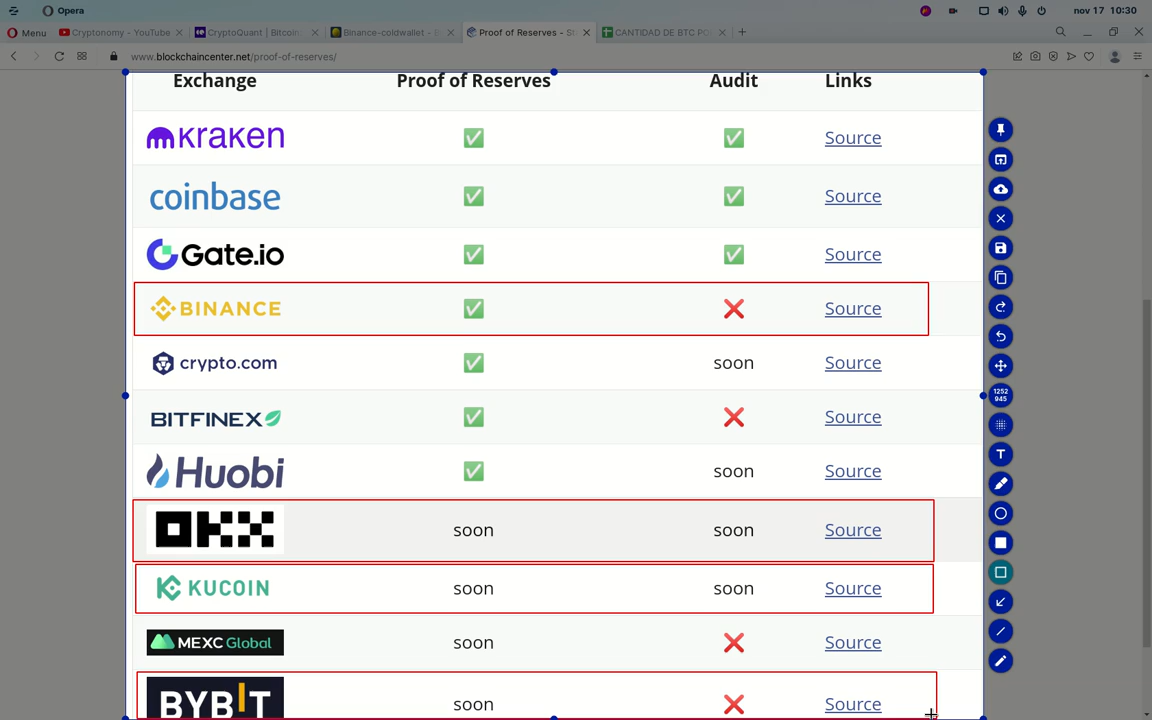 Opera
nov 17 10:30
Menu
Cryptonomy - YouTube
CryptoQuant | Bitcoin
Binance-coldwallet - B
Proof of Reserves - St
CANTIDAD DE BTC PO
www.blockchaincenter.net/proof-of-reserves/
Exchange Proof of Reserves Audit Links
kraken Source
coinbase Source
Gate.io Source
BINANCE Source
crypto.com soon Source
BITFINEX Source
Huobi soon Source
OKX soon soon Source
KUCOIN soon soon Source
MEXC Global soon Source
BYBIT soon Source
1252
945
T